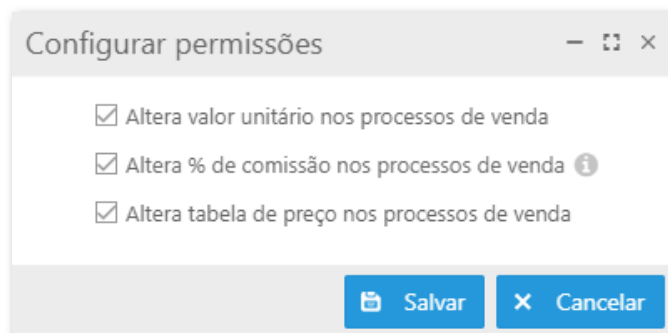 Configurar permissões
Altera valor unitário nos processos de venda
Altera % de comissão nos processos de venda
Altera tabela de preço nos processos de venda
Salvar
Cancelar